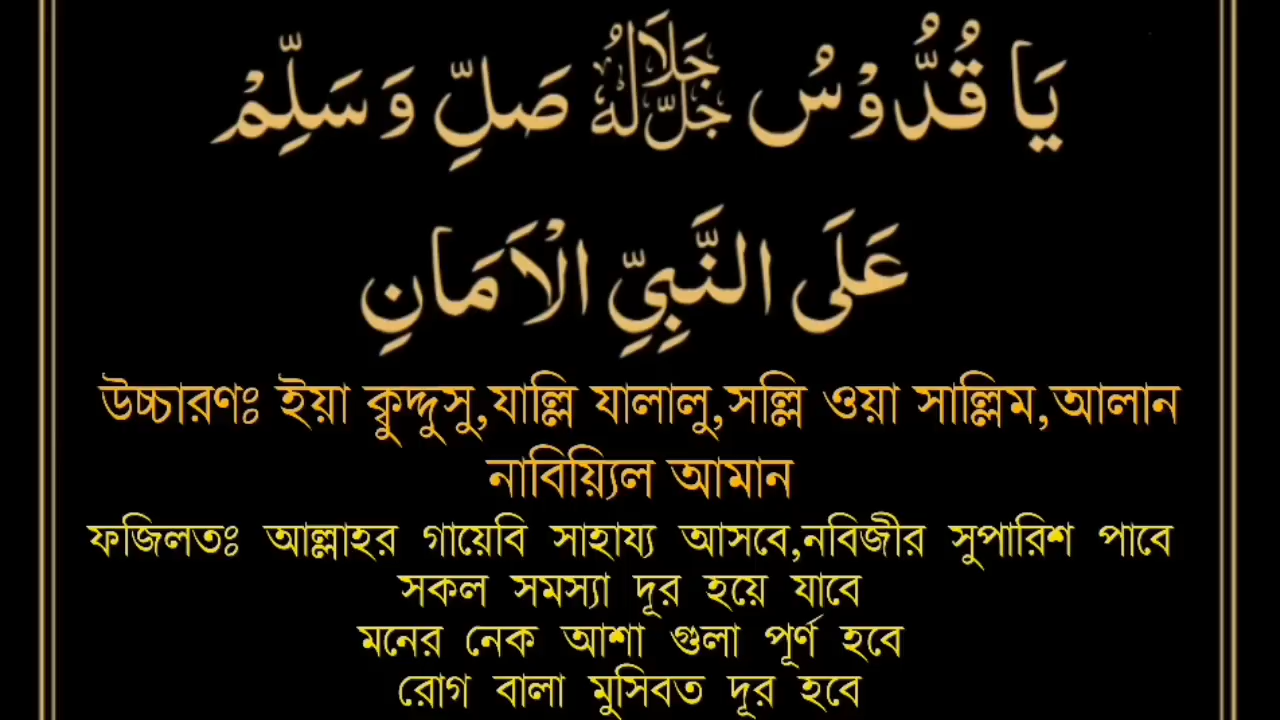 يَا قُدُّوْسُ جَلَّ جَلَالُهٗ صَلِّ وَسَلِّمْ
عَلَى النَّبِيِّ الْاَمَانِ
উচ্চারণঃ ইয়া ক্বুদ্দুসু,যাল্লি যালালু,সল্লি ওয়া সাল্লিম,আলান
নাবিয়্যিল আমান
ফজিলতঃ আল্লাহর গায়েবি সাহায্য আসবে,নবিজীর সুপারিশ পাবে
সকল সমস্যা দূর হয়ে যাবে
মনের নেক আশা গুলা পূর্ণ হবে
রোগ বালা মুসিবত দূর হবে